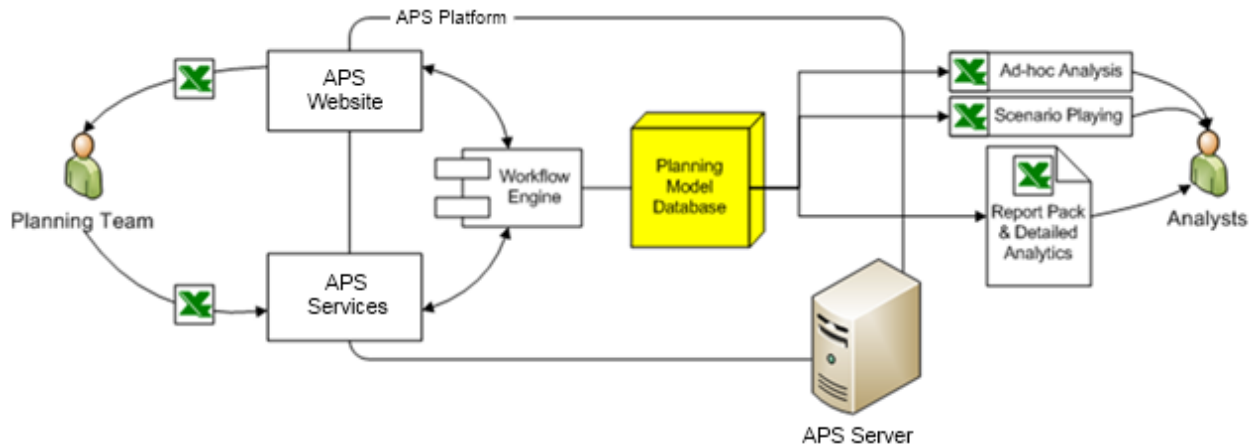 APS Platform
APS
Website
Planning Team
APS
Services
Workflow
Engine
Planning
Model
Database
Ad-hoc Analysis
Scenario Playing
Report Pack
& Detailed
Analytics
Analysts
APS Server